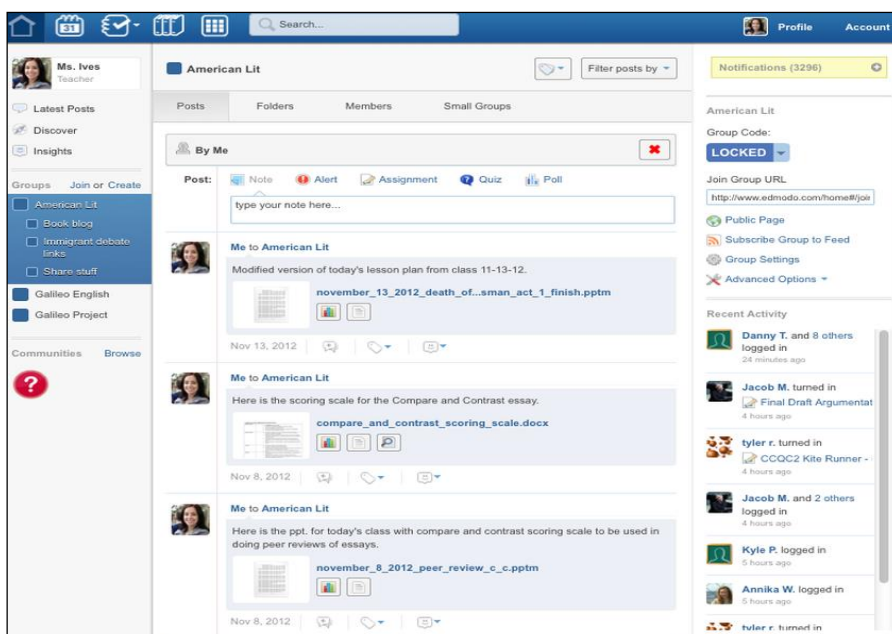 31
Search...
Profile
Account
Ms. Ives
Teacher
Latest Posts
Discover
Insights
Groups Join or Create
American Lit
Book blog
Immigrant debate
links
Share stuff
Galileo English
Galileo Project
Communities Browse
?
American Lit
Filter posts by
Posts Folders Members Small Groups
By Me
Post: Note Alert Assignment Quiz Poll
type your note here...
Me to American Lit
Modified version of today's lesson plan from class 11-13-12.
november_13_2012_death_of...sman_act_1_finish.pptm
Nov 13, 2012
Me to American Lit
Here is the scoring scale for the Compare and Contrast essay.
compare_and_contrast_scoring_scale.docx
Nov 8, 2012
Me to American Lit
Here is the ppt. for today's class with compare and contrast scoring scale to be used in
doing peer reviews of essays.
november_8_2012_peer_review_c_c.pptm
Nov 8, 2012
Notifications (3296)
American Lit
Group Code:
LOCKED
Join Group URL
http://www.edmodo.com/home#/joir
Public Page
Subscribe Group to Feed
Group Settings
Advanced Options
Recent Activity
Danny T. and 8 others
logged in
24 minutes ago
Jacob M. turned in
Final Draft Argumentat
4 hours ago
tyler r. turned in
CCQC2 Kite Runner -
4 hours ago
Jacob M. and 2 others
logged in
4 hours ago
Kyle P. logged in
5 hours ago
Annika W. logged in
5 hours ago
tyler r. turned in